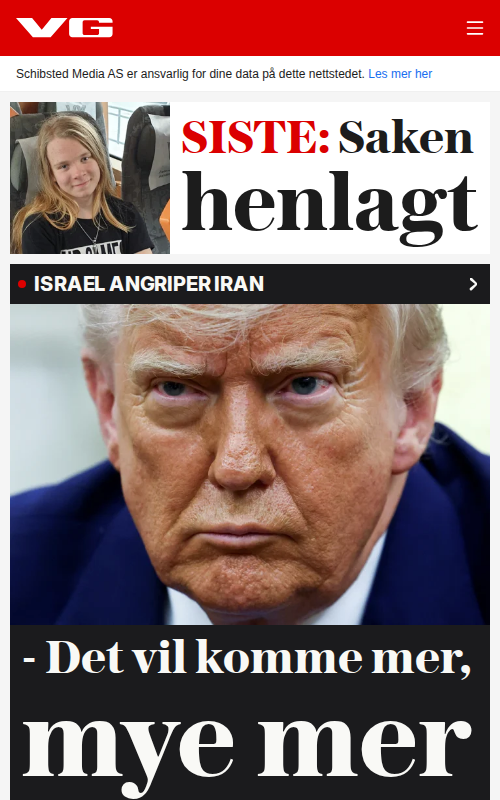 VG
Schibsted Media AS er ansvarlig for dine data på dette nettstedet. Les mer her
SISTE: Saken
henlagt
ISRAEL ANGRIPER IRAN
- Det vil komme mer,
mye mer